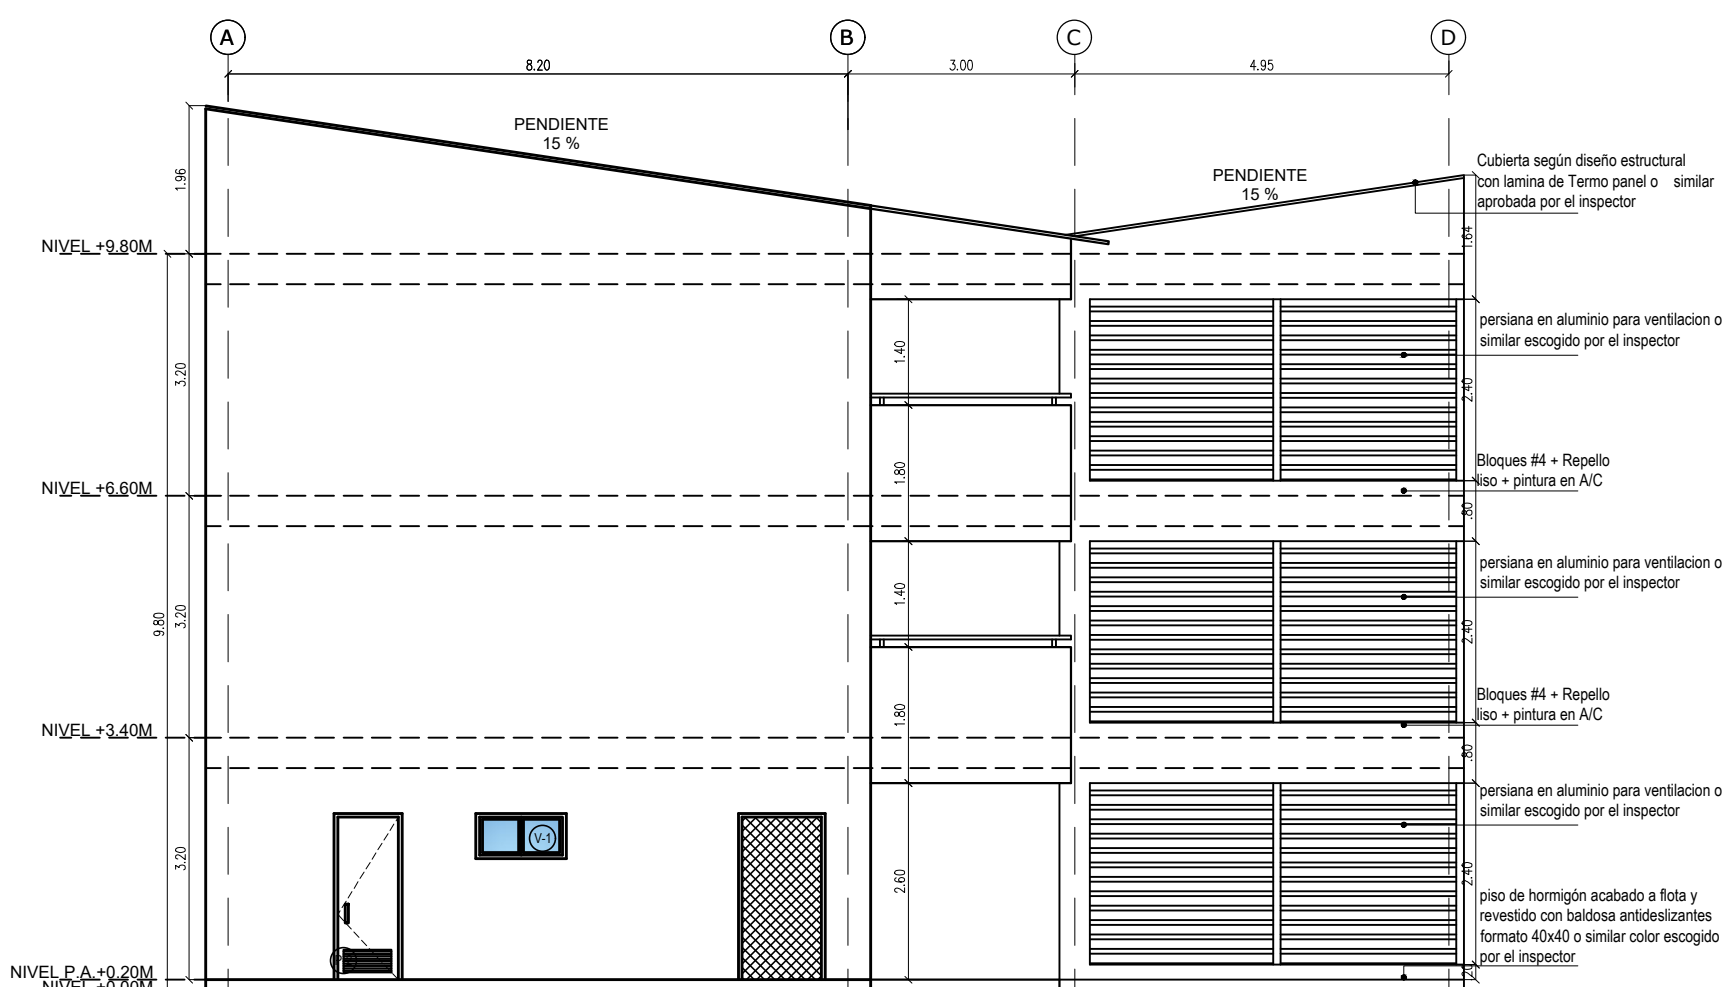 A
B
C
D
8.20
3.00
4.95
PENDIENTE
15 %
PENDIENTE
15 %
Cubierta según diseño estructural
con lamina de Termo panel o similar
aprobada por el inspector
1.96
1.64
NIVEL +9.80M
persiana en aluminio para ventilacion o
similar escogido por el inspector
1.40
3.20
2.40
Bloques #4 + Repello
liso + pintura en A/C
1.80
NIVEL +6.60M
.80
persiana en aluminio para ventilacion o
similar escogido por el inspector
1.40
9.80
3.20
2.40
Bloques #4 + Repello
liso + pintura en A/C
1.80
NIVEL +3.40M
.80
persiana en aluminio para ventilacion o
similar escogido por el inspector
V-1
3.20
2.60
2.40
piso de hormigón acabado a flota y
revestido con baldosa antideslizantes
formato 40x40 o similar color escogido
por el inspector
NIVEL P.A.+0.20M
.20
NIVEL +0.00M